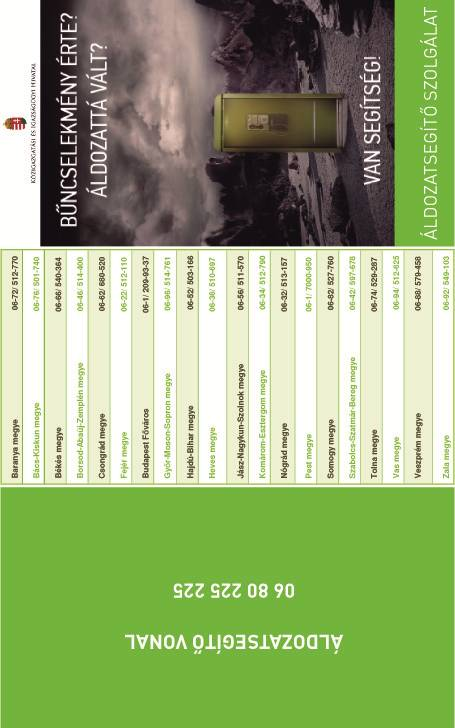 KÖZIGAZGATÁSI ÉS IGAZSÁGÜGYI HIVATAL
BŰNCSELEKMÉNY ÉRTE?
ÁLDOZATTÁ VÁLT?
VAN SEGÍTSÉG!
ÁLDOZATSEGÍTŐ SZOLGÁLAT
Baranya megye 06-72/ 512-770
Bács-Kiskun megye 06-76/ 501-740
Békés megye 06-66/ 540-364
Borsod-Abaúj-Zemplén megye 06-46/ 514-400
Csongrád megye 06-62/ 680-520
Fejér megye 06-22/ 512-110
Budapest Főváros 06-1/ 209-93-37
Győr-Moson-Sopron megye 06-96/ 514-761
Hajdú-Bihar megye 06-52/ 503-166
Heves megye 06-36/ 510-697
Jász-Nagykun-Szolnok megye 06-56/ 511-570
Komárom-Esztergom megye 06-34/ 512-790
Nógrád megye 06-32/ 513-157
Pest megye 06-1/ 7000-950
Somogy megye 06-82/ 527-760
Szabolcs-Szatmár-Bereg megye 06-42/ 597-678
Tolna megye 06-74/ 529-287
Vas megye 06-94/ 512-625
Veszprém megye 06-88/ 579-458
Zala megye 06-92/ 549-103
ÁLDOZATSEGÍTŐ VONAL
06 80 225 225